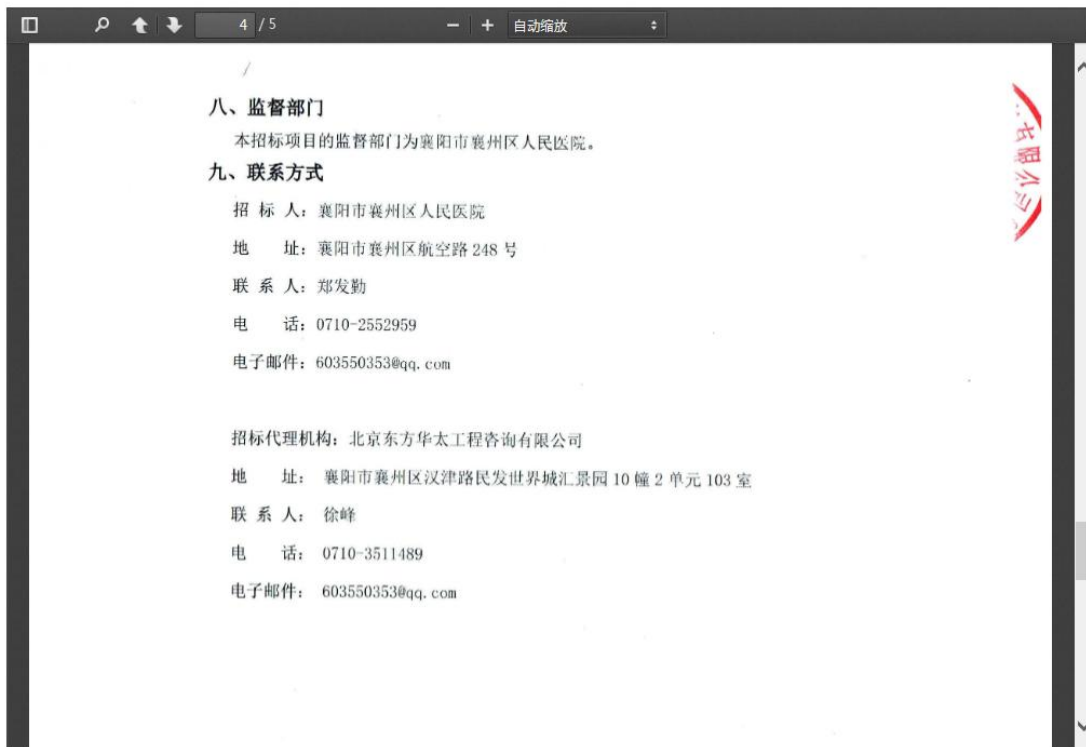 4 / 5
自动缩放
/
八、监督部门
本招标项目的监督部门为襄阳市襄州区人民医院。
九、联系方式
招 标 人：襄阳市襄州区人民医院
地 址：襄阳市襄州区航空路 248 号
联 系 人：郑发勤
电 话：0710-2552959
电子邮件：603550353@qq.com
招标代理机构：北京东方华太工程咨询有限公司
地 址： 襄阳市襄州区汉津路民发世界城汇景园 10 幢 2 单元 103 室
联 系 人： 徐峰
电 话： 0710-3511489
电子邮件： 603550353@qq.com
有限公司